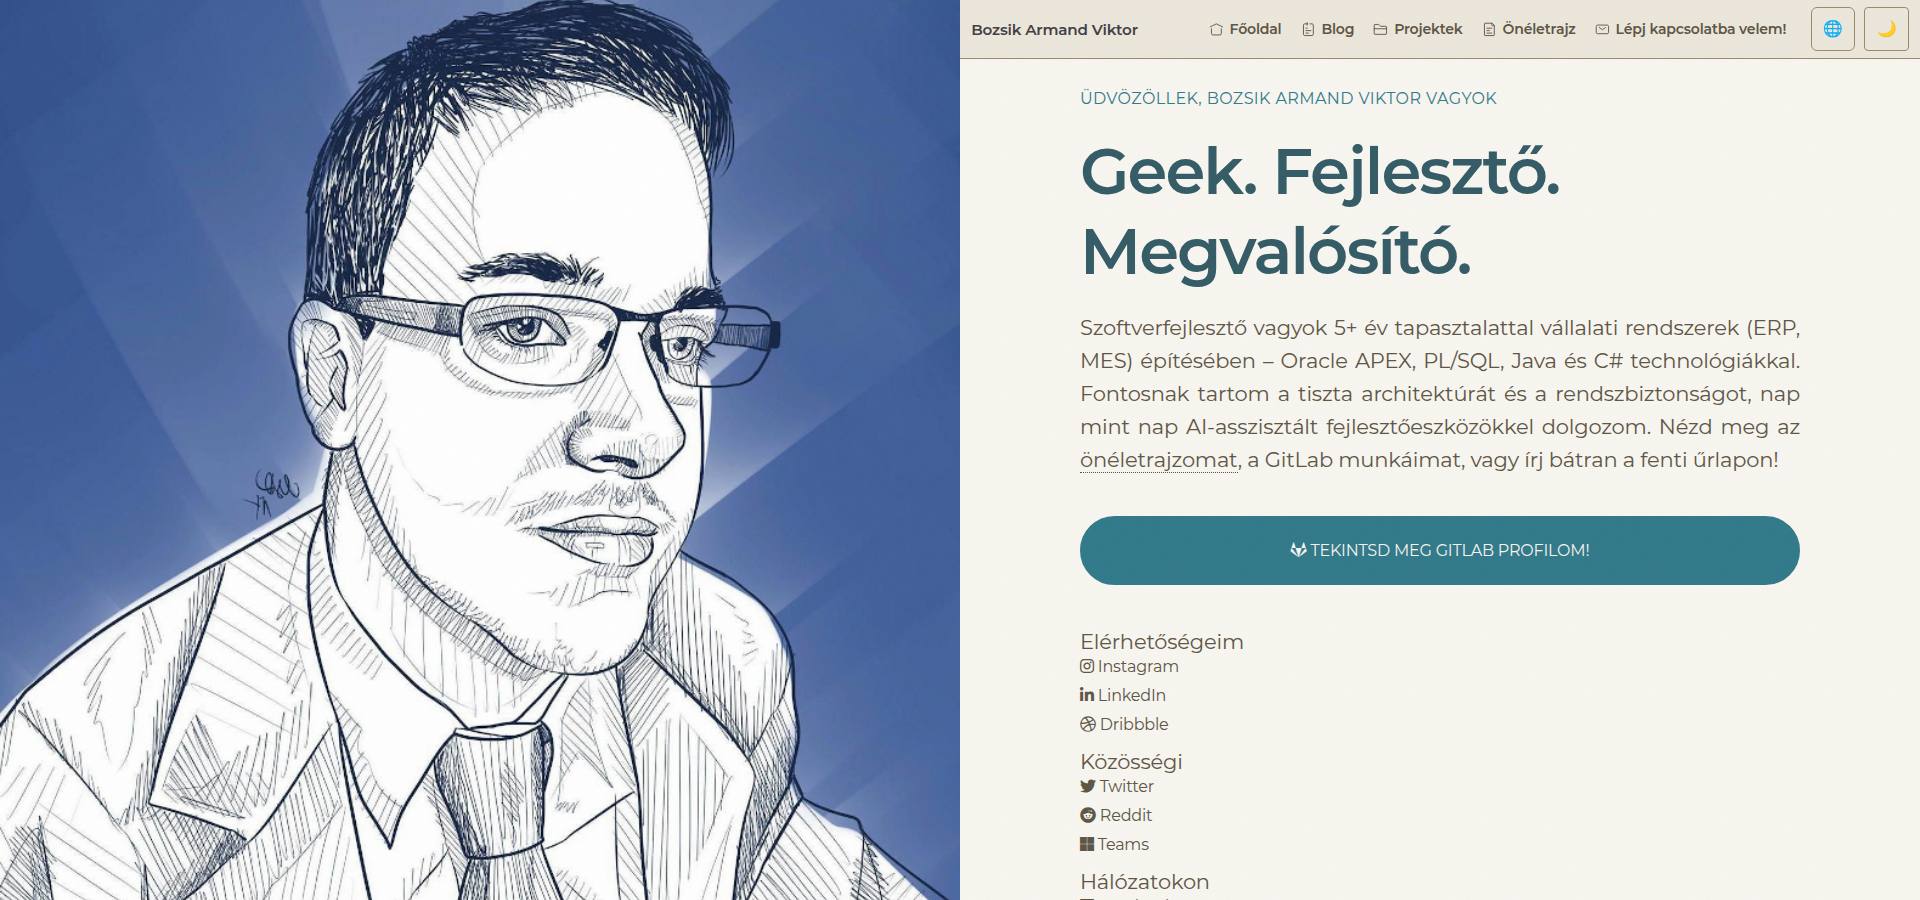 Bozsik Armand Viktor
Főoldal
Blog
Projektek
Önéletrajz
Lépj kapcsolatba velem!
ÜDVÖZÖLLEK, BOZSIK ARMAND VIKTOR VAGYOK
Geek. Fejlesztő.
Megvalósító.
Szoftverfejlesztő vagyok 5+ év tapasztalattal vállalati rendszerek (ERP,
MES) építésében – Oracle APEX, PL/SQL, Java és C# technológiákkal.
Fontosnak tartom a tiszta architektúrát és a rendszbiztonságot, nap
mint nap AI-asszisztált fejlesztőeszközökkel dolgozom. Nézd meg az
önéletrajzomat, a GitLab munkáimat, vagy írj bátran a fenti űrlapon!
TEKINTSD MEG GITLAB PROFILOM!
Elérhetőségeim
Instagram
LinkedIn
Dribbble
Közösségi
Twitter
Reddit
Teams
Hálózatokon